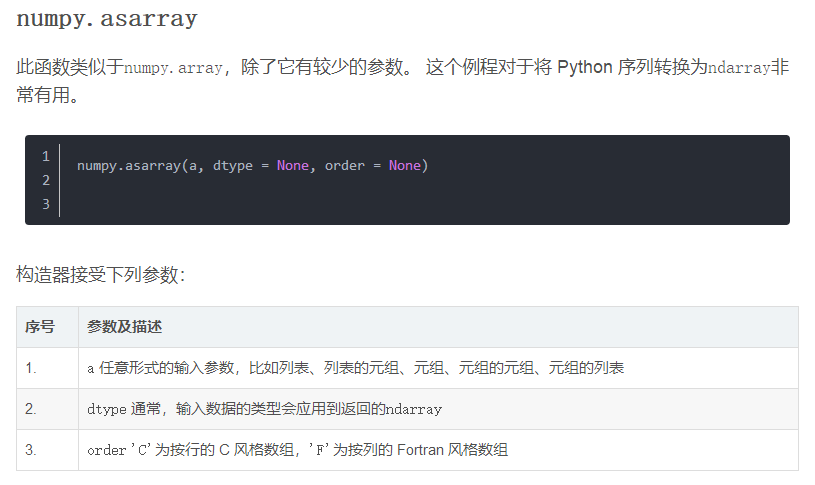 numpy.asarray
此函数类似于numpy.array，除了它有较少的参数。 这个例程对于将 Python 序列转换为ndarray非
常有用。
1
numpy.asarray(a, dtype = None, order = None)
2
3
构造器接受下列参数：
序号 参数及描述
1. a 任意形式的输入参数，比如列表、列表的元组、元组、元组的元组、元组的列表
2. dtype 通常，输入数据的类型会应用到返回的ndarray
3. order 'C'为按行的 C 风格数组，'F'为按列的 Fortran 风格数组